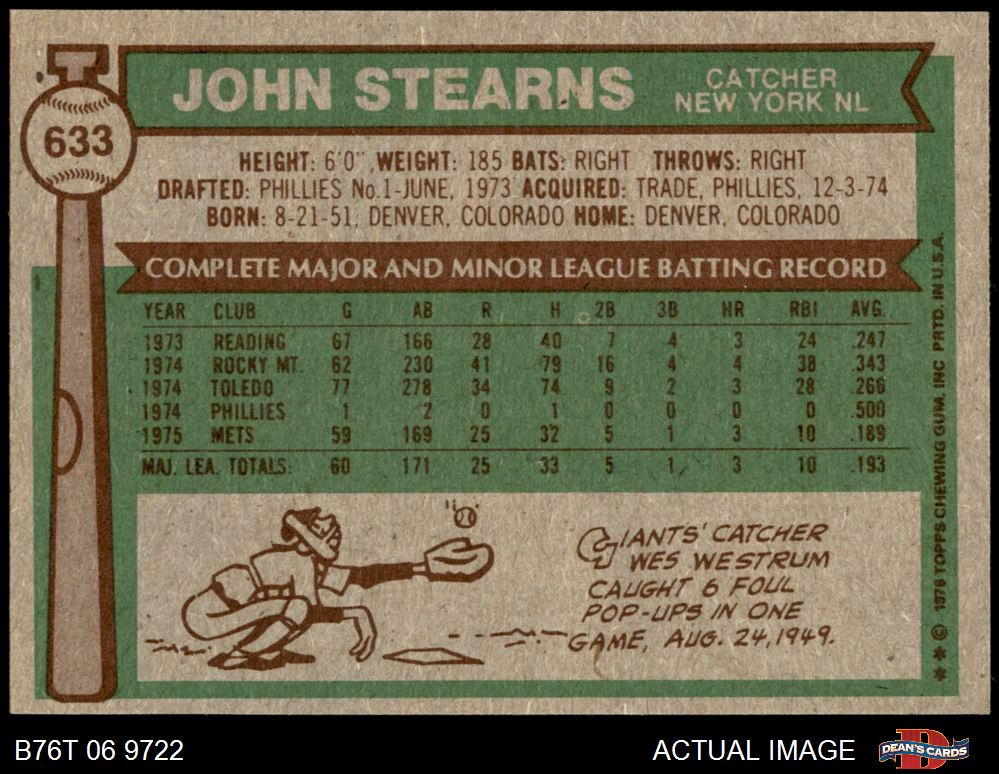 JOHN STEARNS
CATCHER
NEW YORK NL
633
HEIGHT: 6'0" WEIGHT: 185 BATS: RIGHT THROWS: RIGHT
DRAFTED: PHILLIES No.1-JUNE, 1973 ACQUIRED: TRADE, PHILLIES, 12-3-74
BORN: 8-21-51, DENVER, COLORADO HOME: DENVER, COLORADO
COMPLETE MAJOR AND MINOR LEAGUE BATTING RECORD
YEAR CLUB G AB R H 2B 3B HR RBI AVG.
1973 READING 67 166 28 40 7 4 3 24 .247
1974 ROCKY MT. 62 230 41 79 16 4 4 38 .343
1974 TOLEDO 77 278 34 74 9 2 3 28 .266
1974 PHILLIES 1 2 0 1 0 0 0 0 .500
1975 METS 59 169 25 32 5 1 3 10 .189
MAJ. LEA. TOTALS: 60 171 25 33 5 1 3 10 .193
GIANTS' CATCHER
WES WESTRUM
CAUGHT 6 FOUL
POP-UPS IN ONE
GAME, AUG. 24, 1949.
** © 1976 TOPPS CHEWING GUM, INC PRTD. IN U.S.A.
B76T 06 9722
ACTUAL IMAGE
D
DEAN'S CARDS